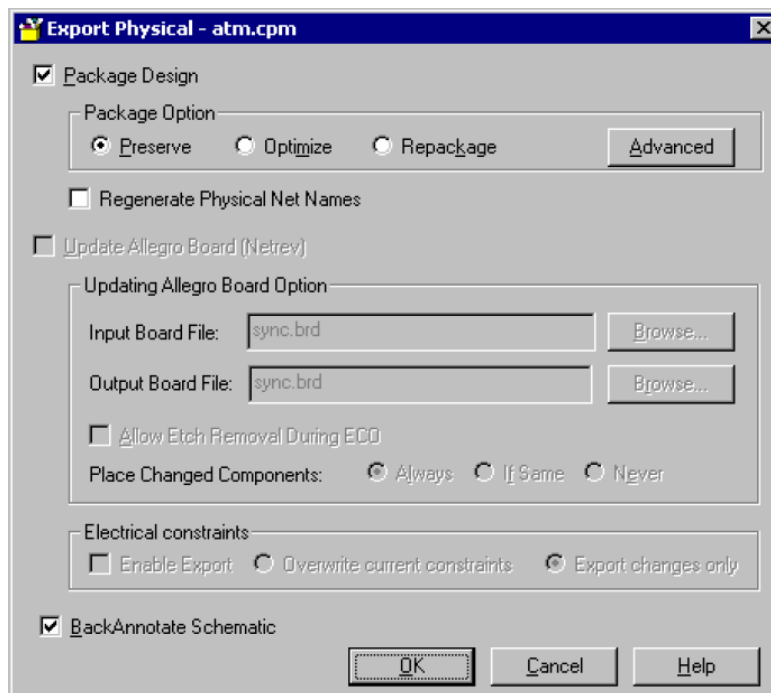 Export Physical - atm.cpm
Package Design
Package Option
Preserve Optimize Repackage Advanced
Regenerate Physical Net Names
Update Allegro Board (Netrev)
Updating Allegro Board Option
Input Board File: sync.brd Browse...
Output Board File: sync.brd Browse...
Allow Etch Removal During ECO
Place Changed Components: Always If Same Never
Electrical constraints
Enable Export Overwrite current constraints Export changes only
BackAnnotate Schematic
OK Cancel Help